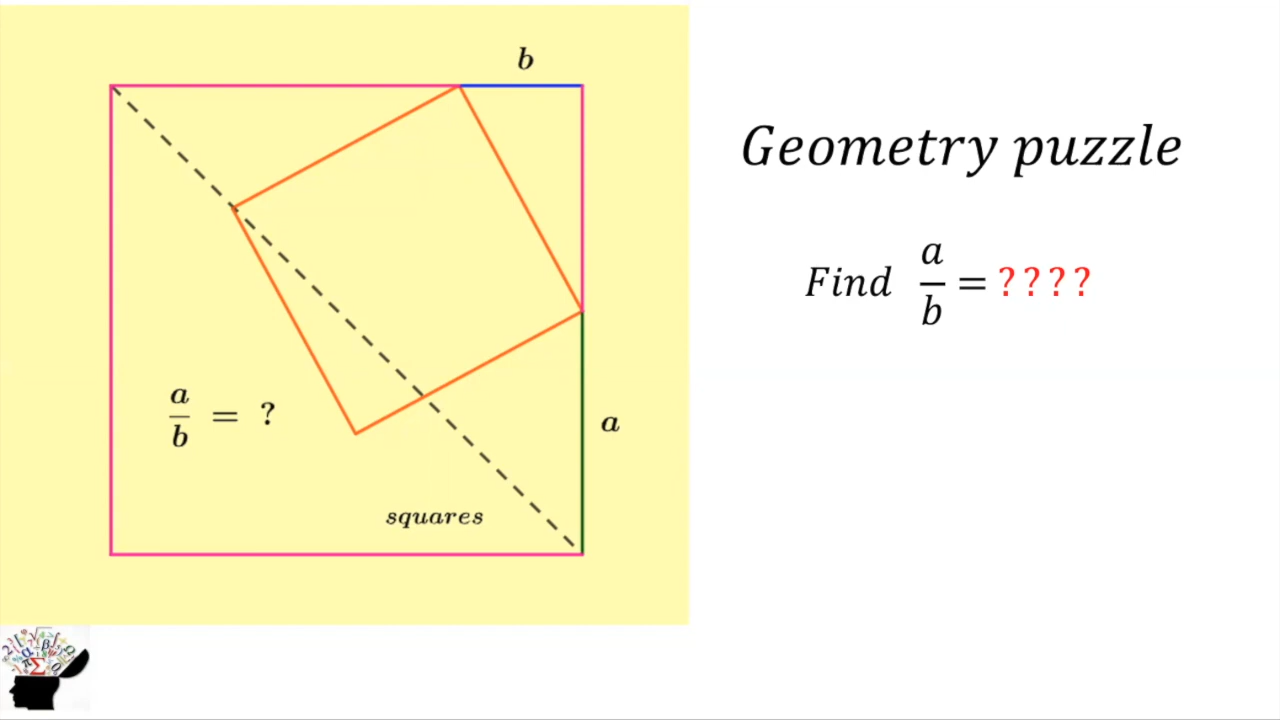 b
Geometry puzzle
Find a/b = ????
a/b = ?
a
squares